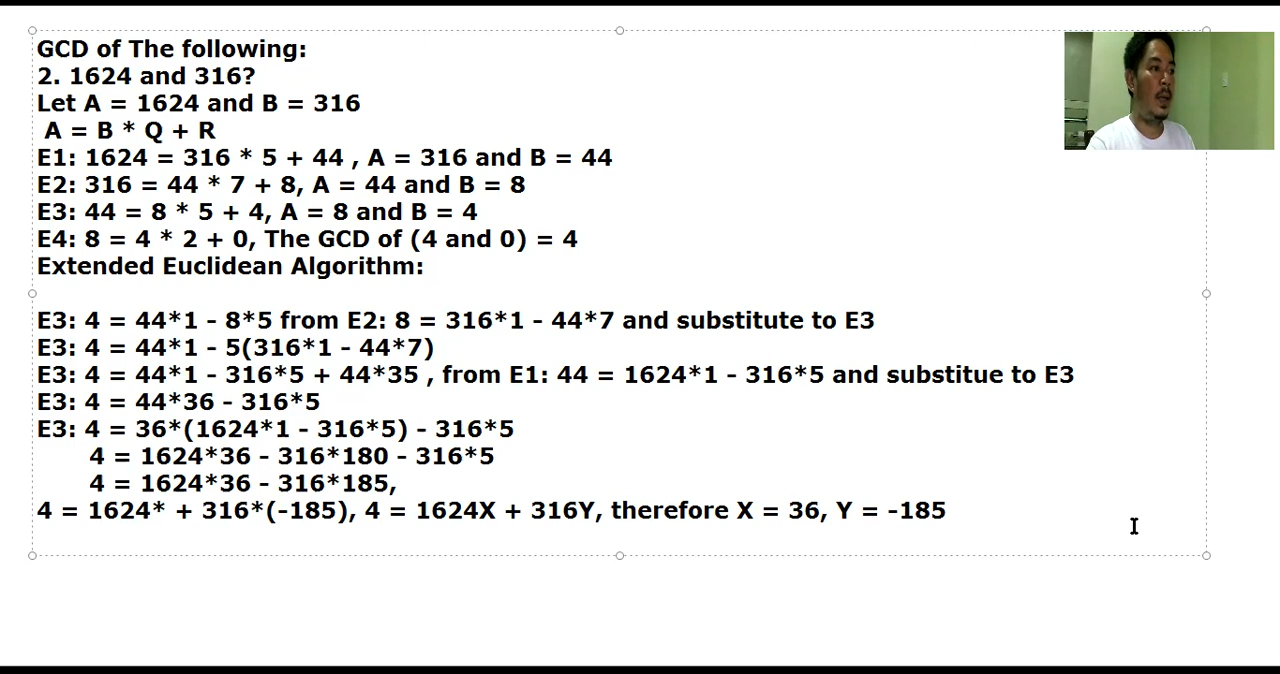 GCD of The following:
2. 1624 and 316?
Let A = 1624 and B = 316
A = B * Q + R
E1: 1624 = 316 * 5 + 44 , A = 316 and B = 44
E2: 316 = 44 * 7 + 8, A = 44 and B = 8
E3: 44 = 8 * 5 + 4, A = 8 and B = 4
E4: 8 = 4 * 2 + 0, The GCD of (4 and 0) = 4
Extended Euclidean Algorithm:
E3: 4 = 44*1 - 8*5 from E2: 8 = 316*1 - 44*7 and substitute to E3
E3: 4 = 44*1 - 5(316*1 - 44*7)
E3: 4 = 44*1 - 316*5 + 44*35 , from E1: 44 = 1624*1 - 316*5 and substitue to E3
E3: 4 = 44*36 - 316*5
E3: 4 = 36*(1624*1 - 316*5) - 316*5
4 = 1624*36 - 316*180 - 316*5
4 = 1624*36 - 316*185,
4 = 1624* + 316*(-185), 4 = 1624X + 316Y, therefore X = 36, Y = -185